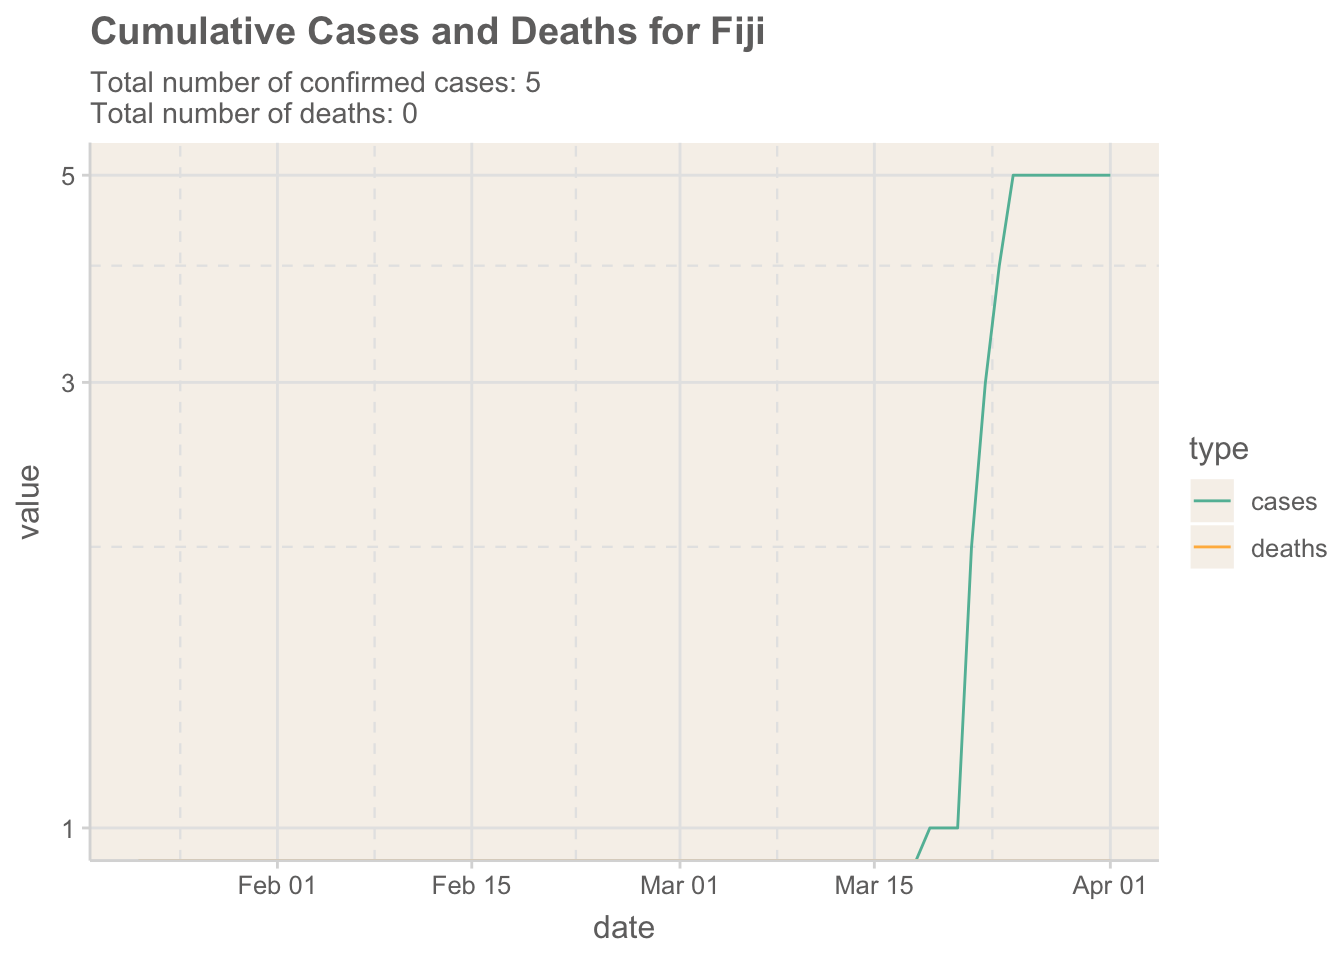 Cumulative Cases and Deaths for Fiji
Total number of confirmed cases: 5
Total number of deaths: 0
5
3
1
value
Feb 01
Feb 15
Mar 01
Mar 15
Apr 01
date
type
cases
deaths